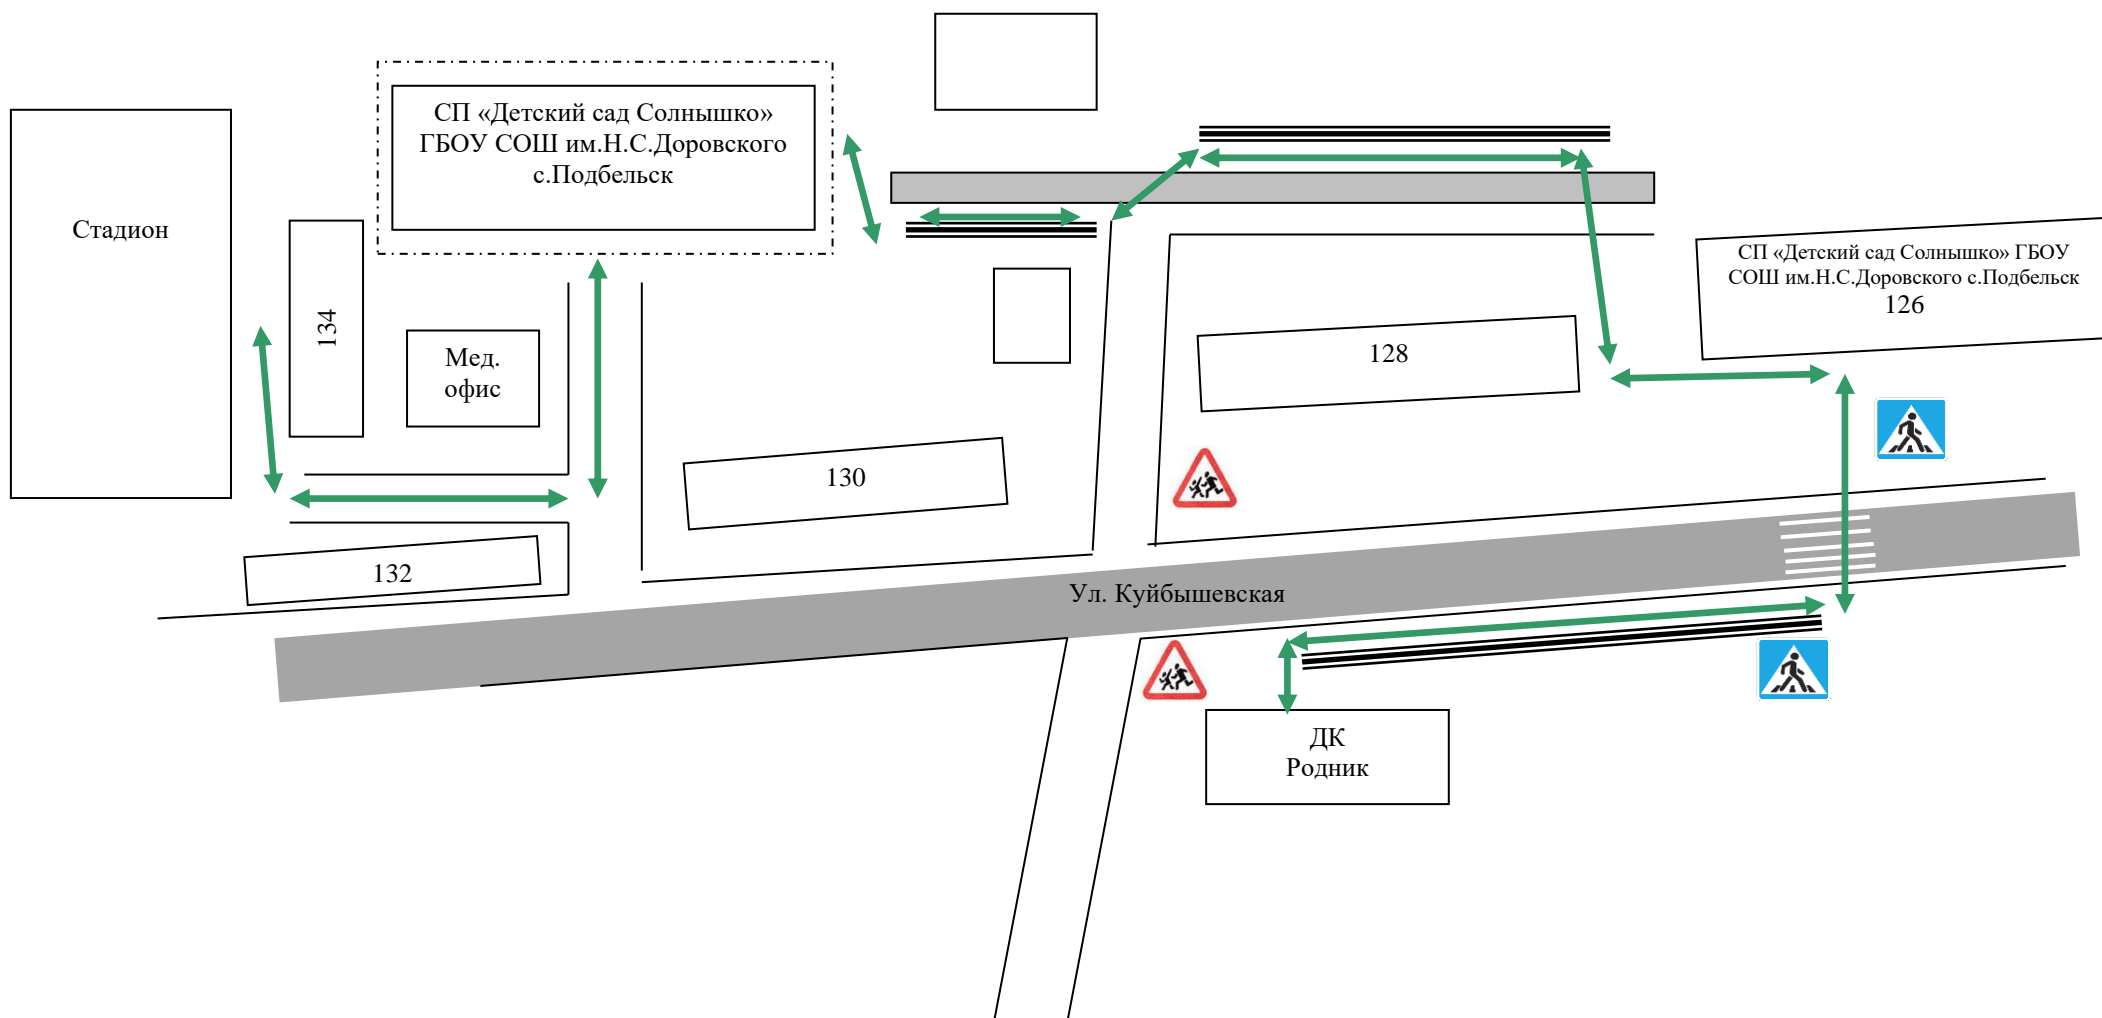 СП «Детский сад Солнышко»
ГБОУ СОШ им.Н.С.Доровского
с.Подбельск
Стадион
СП «Детский сад Солнышко» ГБОУ
СОШ им.Н.С.Доровского с.Подбельск
126
134
Мед.
офис
128
130
132
Ул. Куйбышевская
ДК
Родник